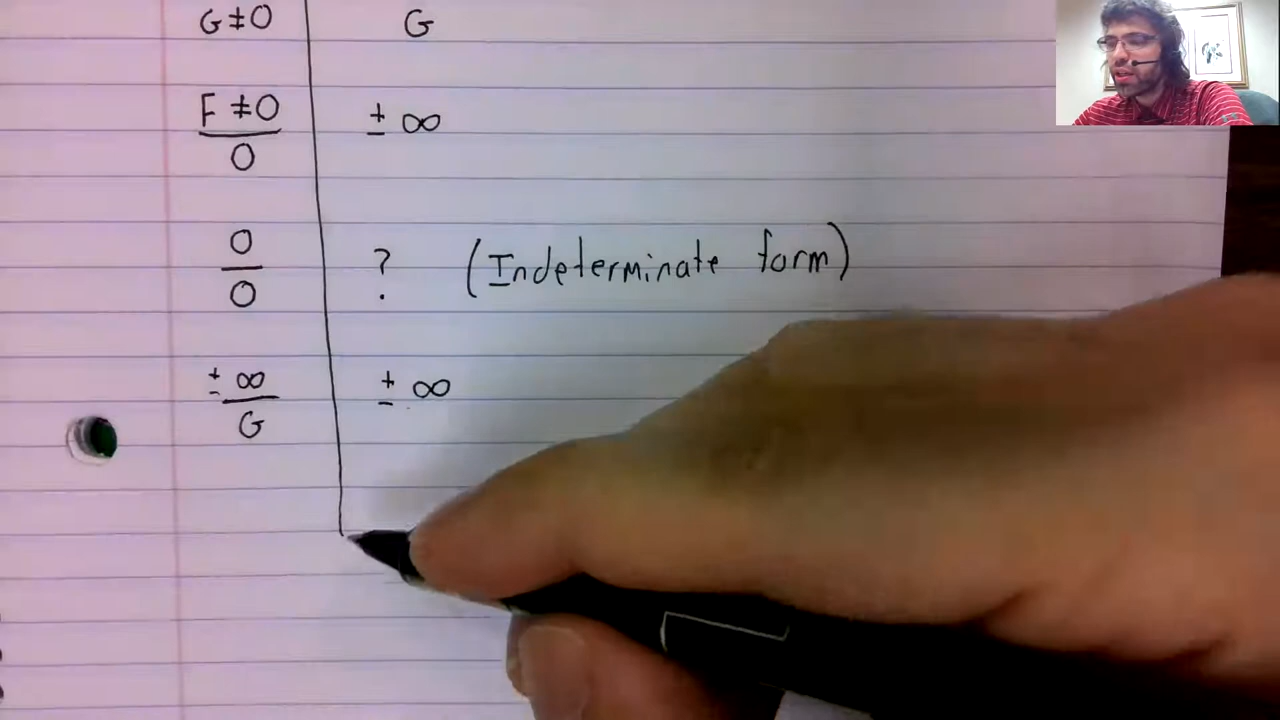 G ≠ 0 G
F ≠ 0
0
± ∞
0
0
? (Indeterminate form)
± ∞
G
± ∞